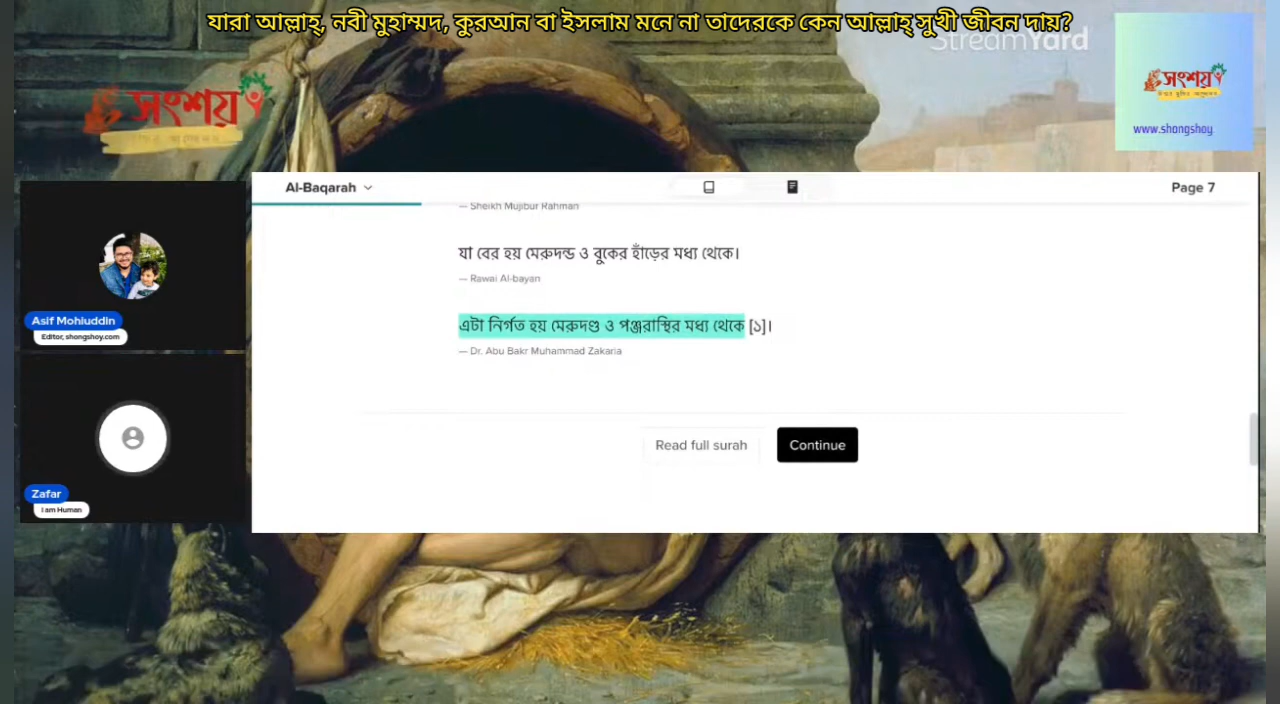 যারা আল্লাহ্, নবী মুহাম্মদ, কুরআন বা ইসলাম মনে না তাদেরকে কেন আল্লাহ্ সুখী জীবন দায়?
StreamYard
সংশয়
সংশয়
www.shongshoy.
Al-Baqarah
Page 7
— Sheikh Mujibur Rahman
যা বের হয় মেরুদন্ড ও বুকের হাঁড়ের মধ্য থেকে।
— Rawai Al-bayan
এটা নির্গত হয় মেরুদণ্ড ও পঞ্জরাস্থির মধ্য থেকে [১]।
— Dr. Abu Bakr Muhammad Zakaria
Read full surah
Continue
Asif Mohiuddin
Editor, shongshoy.com
Zafar
I am Human